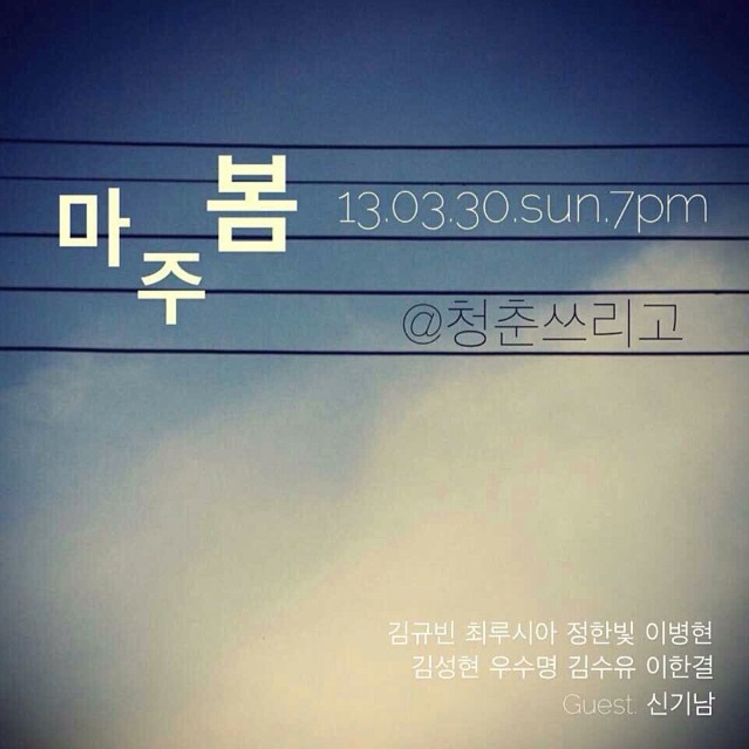 마주봄
13.03.30.sun.7pm
@청춘쓰리고
김규빈 최루시아 정한빛 이병현
김성현 우수명 김수유 이한결
Guest. 신기남